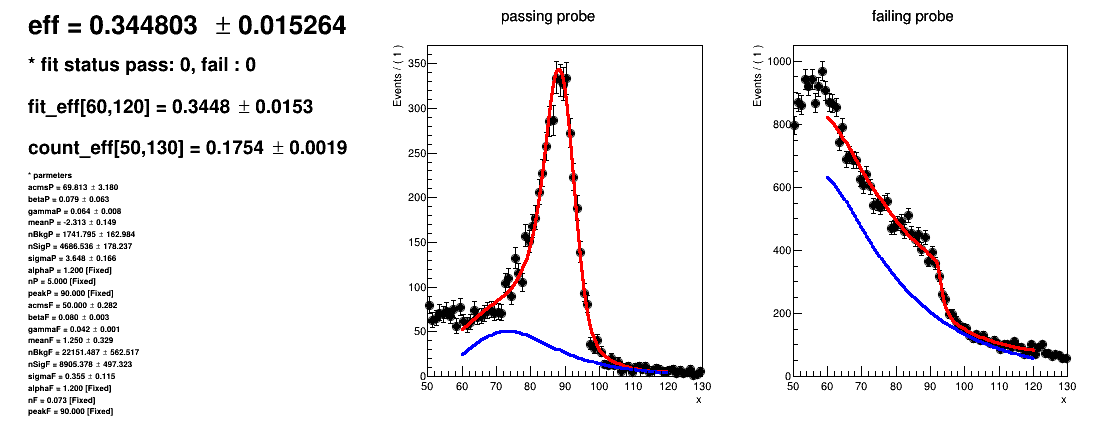 eff = 0.344803 ± 0.015264
* fit status pass: 0, fail : 0
fit_eff[60,120] = 0.3448 ± 0.0153
count_eff[50,130] = 0.1754 ± 0.0019
* parmeters
acmsP = 69.813 ± 3.180
betaP = 0.079 ± 0.063
gammaP = 0.064 ± 0.008
meanP = -2.313 ± 0.149
nBkgP = 1741.795 ± 162.984
nSigP = 4686.536 ± 178.237
sigmaP = 3.648 ± 0.166
alphaP = 1.200 [Fixed]
nP = 5.000 [Fixed]
peakP = 90.000 [Fixed]
acmsF = 50.000 ± 0.282
betaF = 0.080 ± 0.003
gammaF = 0.042 ± 0.001
meanF = 1.250 ± 0.329
nBkgF = 22151.487 ± 562.517
nSigF = 8905.378 ± 497.323
sigmaF = 0.355 ± 0.115
alphaF = 1.200 [Fixed]
nF = 0.073 [Fixed]
peakF = 90.000 [Fixed]
passing probe
Events / ( 1 )
350
300
250
200
150
100
50
0
50 60 70 80 90 100 110 120 130
x
failing probe
Events / ( 1 )
1000
800
600
400
200
0
50 60 70 80 90 100 110 120 130
x